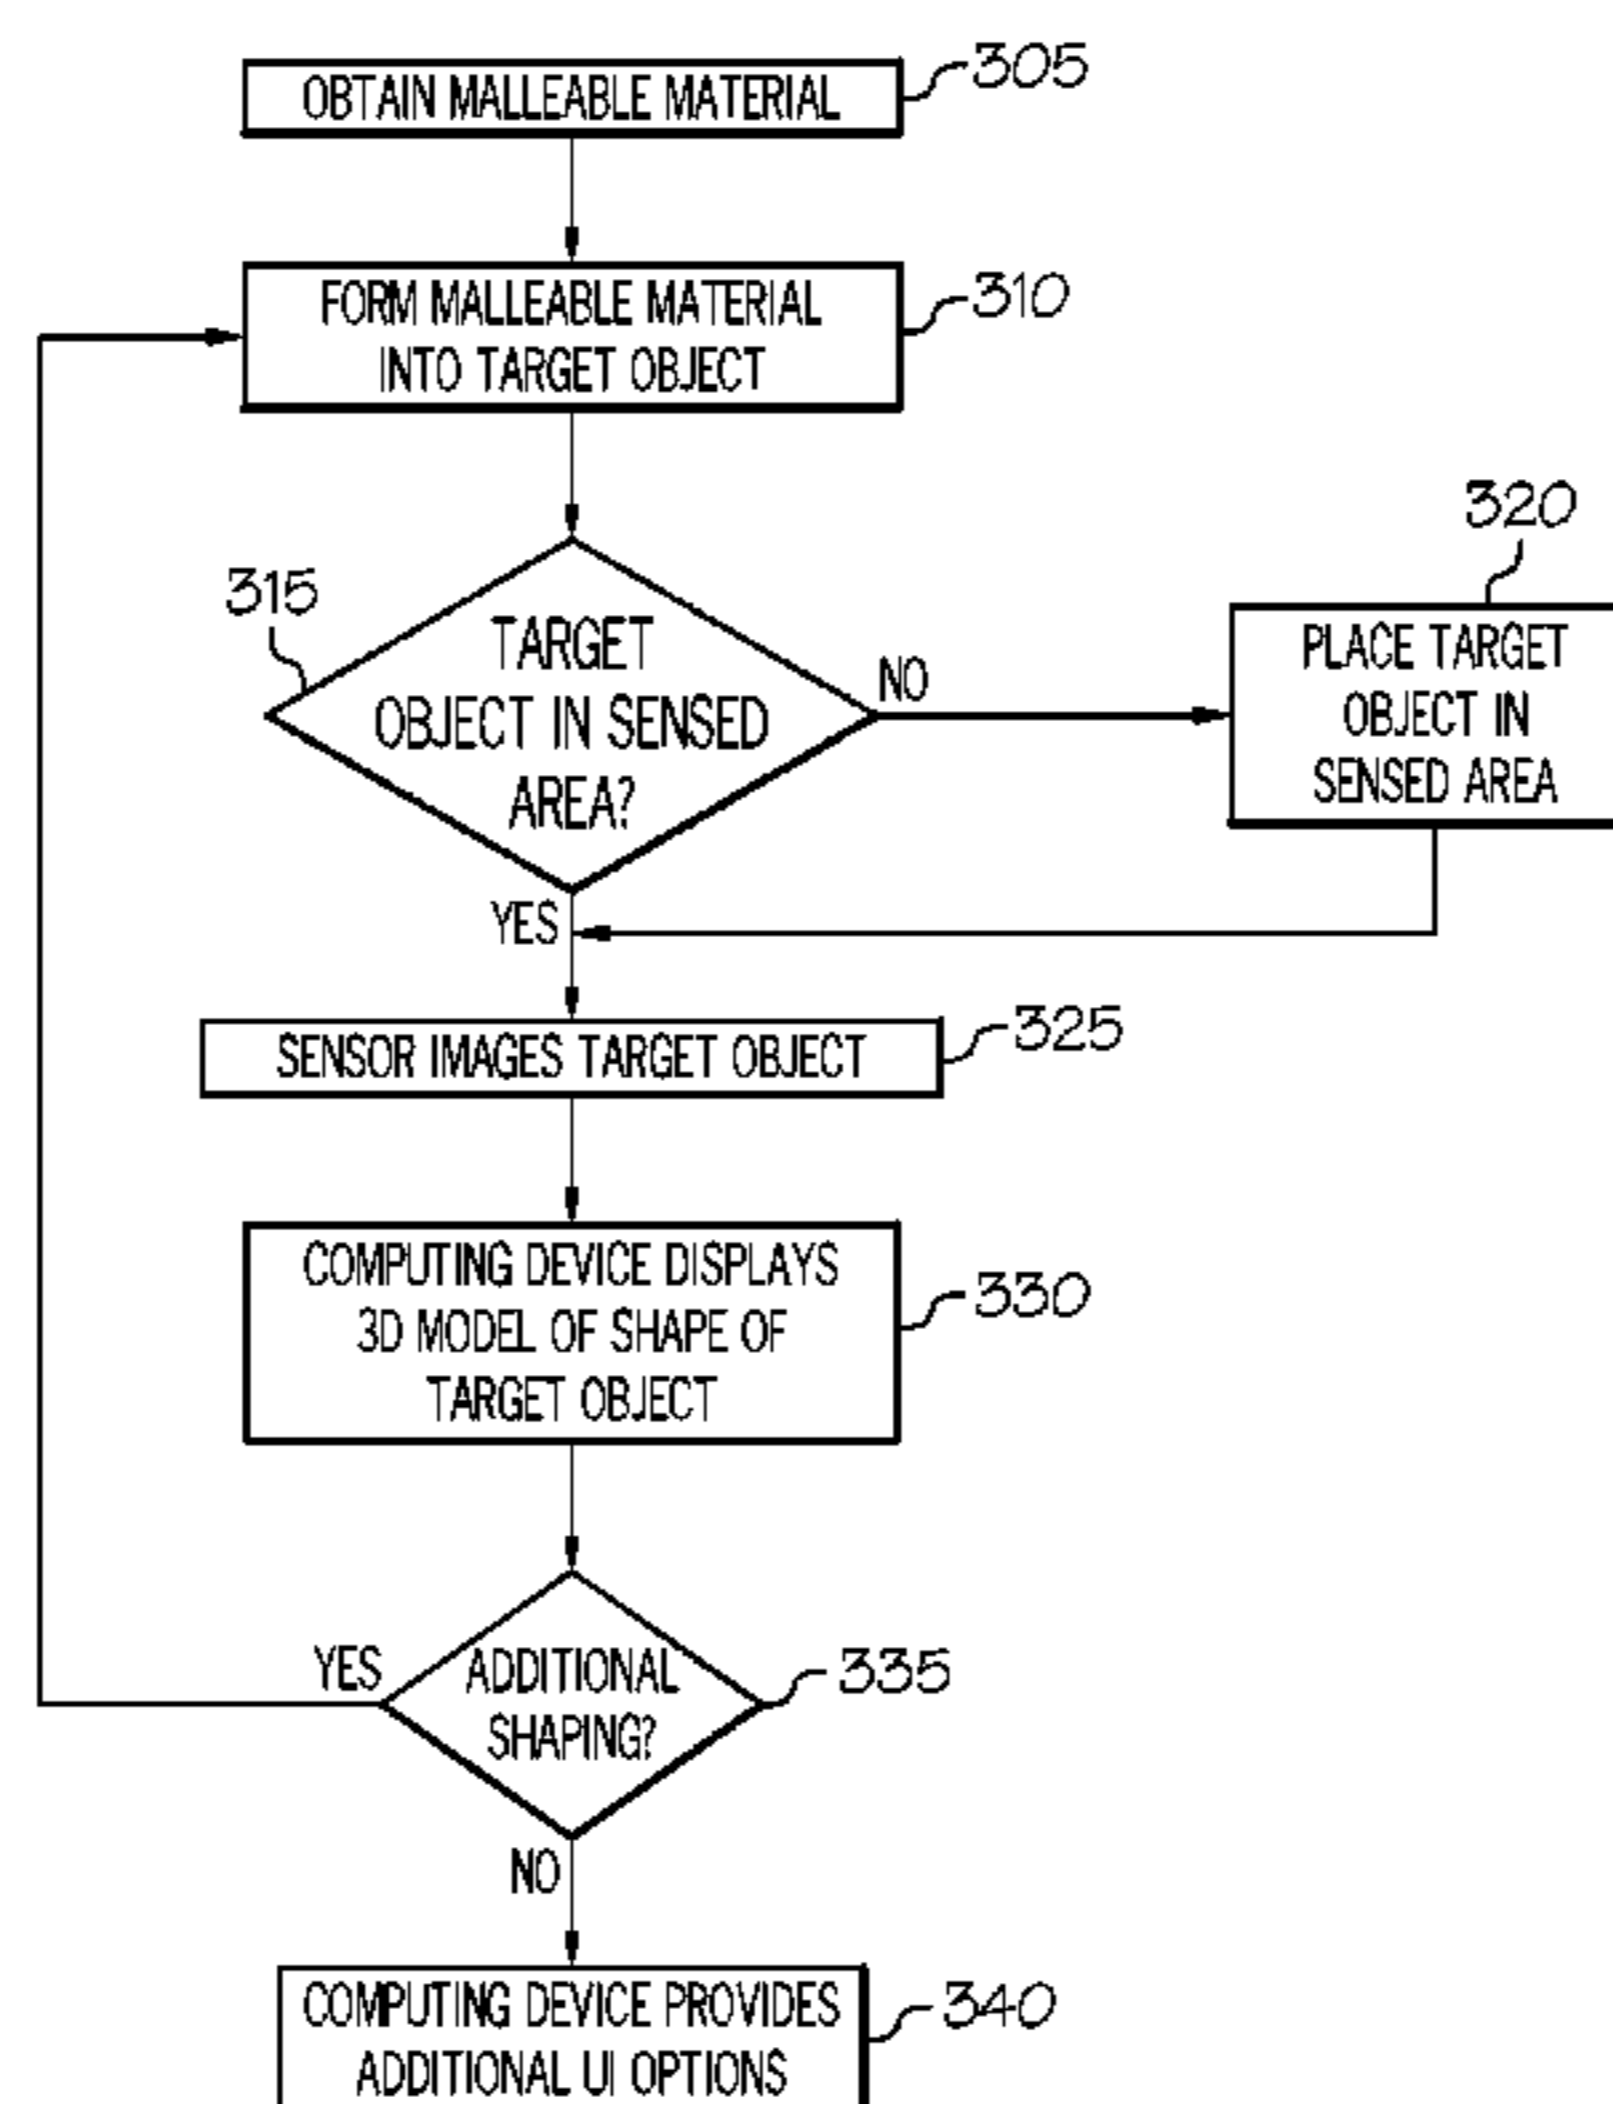 OBTAIN MALLEABLE MATERIAL
305
FORM MALLEABLE MATERIAL
INTO TARGET OBJECT
310
315
TARGET
OBJECT IN SENSED
AREA?
NO
320
PLACE TARGET
OBJECT IN
SENSED AREA
YES
SENSOR IMAGES TARGET OBJECT
325
COMPUTING DEVICE DISPLAYS
3D MODEL OF SHAPE OF
TARGET OBJECT
330
YES
ADDITIONAL
SHAPING?
335
NO
COMPUTING DEVICE PROVIDES
ADDITIONAL UI OPTIONS
340